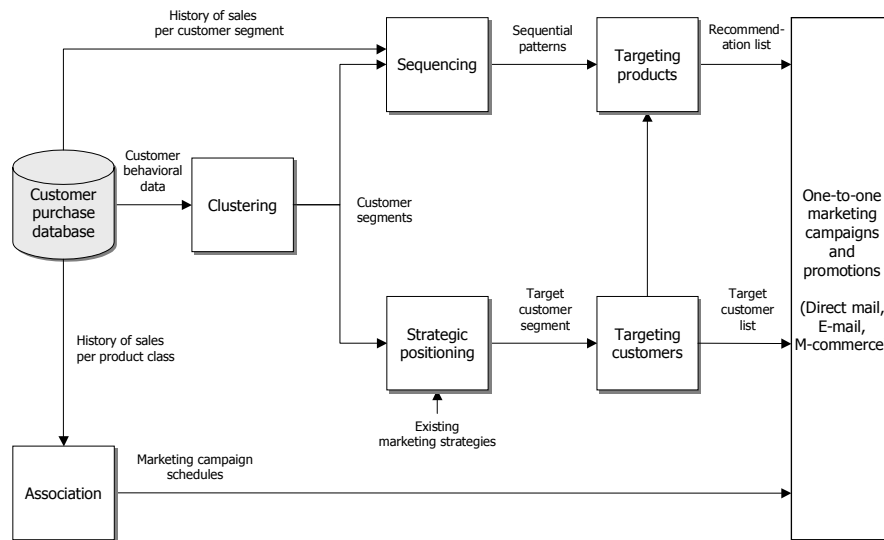 History of sales
per customer segment
Sequencing
Sequential
patterns
Targeting
products
Recommend-
ation list
Customer
purchase
database
Customer
behavioral
data
Clustering
Customer
segments
One-to-one
marketing
campaigns
and
promotions
(Direct mail,
E-mail,
M-commerce
History of sales
per product class
Strategic
positioning
Target
customer
segment
Targeting
customers
Target
customer
list
Existing
marketing strategies
Association
Marketing campaign
schedules